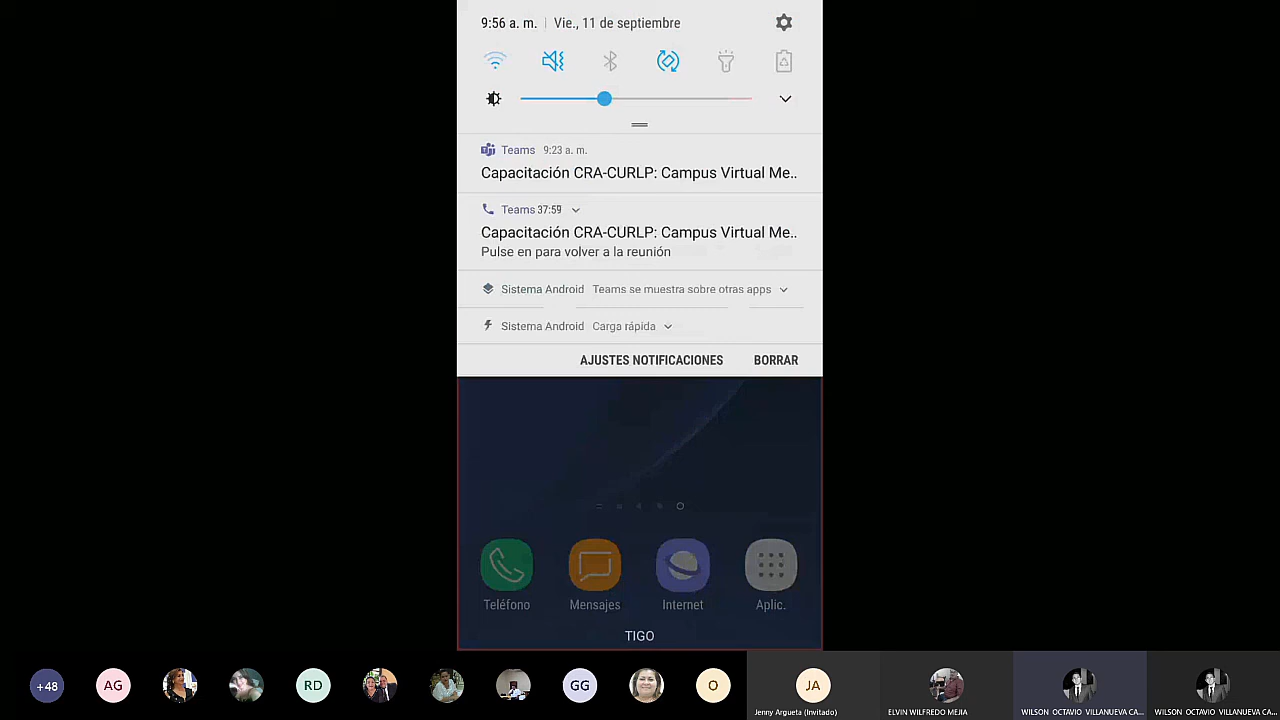 9:56 a. m. | Vie., 11 de septiembre
Teams 9:23 a. m.
Capacitación CRA-CURLP: Campus Virtual Me..
Teams 37:59
Capacitación CRA-CURLP: Campus Virtual Me..
Pulse en para volver a la reunión
Sistema Android Teams se muestra sobre otras apps
Sistema Android Carga rápida
AJUSTES NOTIFICACIONES BORRAR
Teléfono Mensajes Internet Aplic.
TIGO
+48 AG RD GG O JA
Jenny Argueta (Invitado) ELVIN WILFREDO MEJIA WILSON OCTAVIO VILLANUEVA CA... WILSON OCTAVIO VILLANUEVA CA...